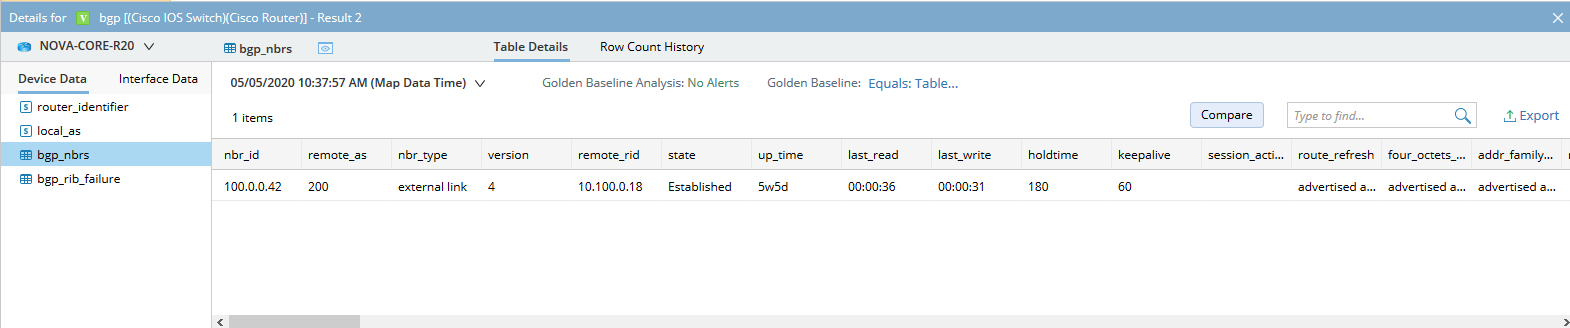 Details for V bgp [(Cisco IOS Switch)(Cisco Router)] - Result 2
NOVA-CORE-R20
bgp_nbrs
Table Details
Row Count History
Device Data
Interface Data
router_identifier
local_as
bgp_nbrs
bgp_rib_failure
05/05/2020 10:37:57 AM (Map Data Time)
Golden Baseline Analysis: No Alerts
Golden Baseline: Equals: Table...
1 items
Compare
Type to find...
Export
nbr_id remote_as nbr_type version remote_rid state up_time last_read last_write holdtime keepalive session_acti... route_refresh four_octets_... addr_family...
100.0.0.42 200 external link 4 10.100.0.18 Established 5w5d 00:00:36 00:00:31 180 60 advertised a... advertised a... advertised a...